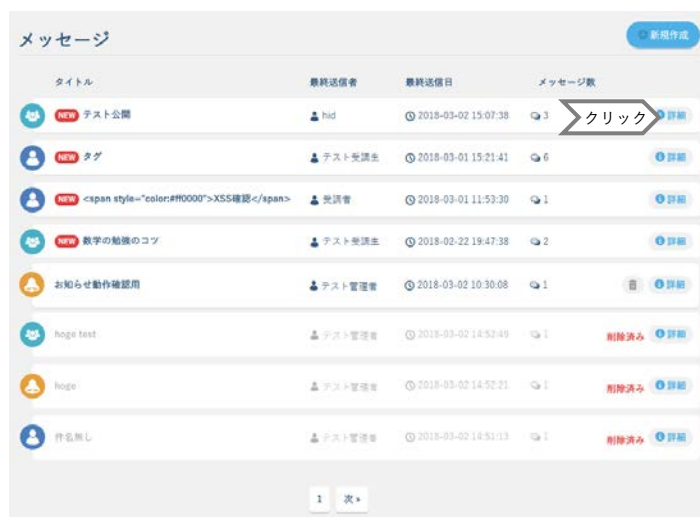 メッセージ
新規作成
タイトル 最終送信者 最終送信日 メッセージ数
NEW テスト公開 hid 2018-03-02 15:07:38 3 クリック 詳細
NEW タグ テスト受講生 2018-03-01 15:21:41 6 詳細
NEW <span style="color:#ff0000">XSS確認</span> 受講者 2018-03-01 11:53:30 1 詳細
NEW 数学の勉強のコツ テスト受講生 2018-02-22 19:47:38 2 詳細
お知らせ動作確認用 テスト管理者 2018-03-02 10:30:08 1 詳細
hoge test テスト管理者 2018-03-02 14:52:49 1 削除済み 詳細
hoge テスト管理者 2018-03-02 14:52:21 1 削除済み 詳細
件名無し テスト管理者 2018-03-02 14:51:13 1 削除済み 詳細
1 次»